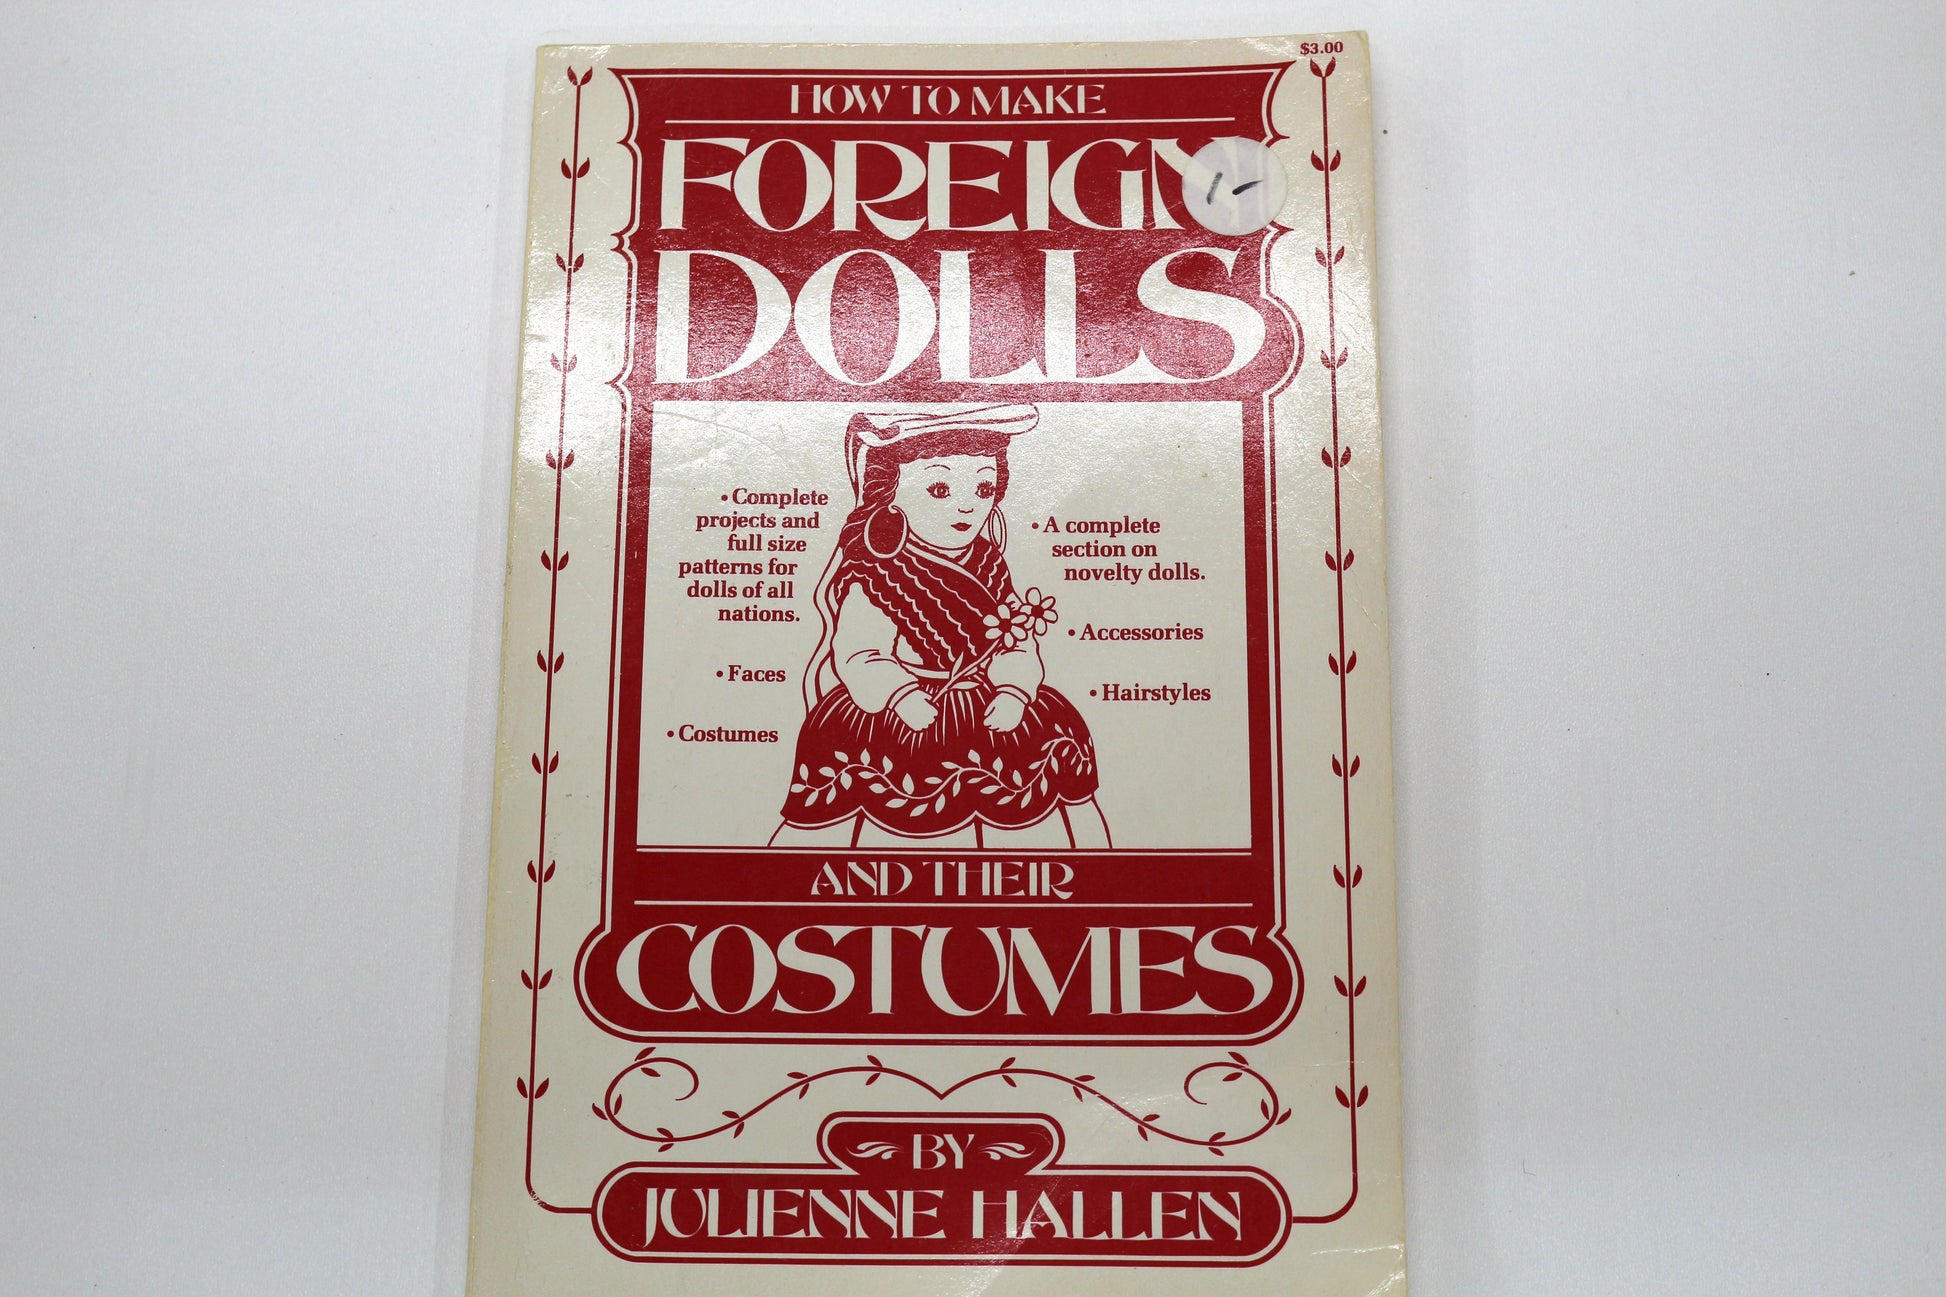 $3.00
HOW TO MAKE
FOREIGN
1-
DOLLS
• Complete
projects and
full size
patterns for
dolls of all
nations.
• Faces
• Costumes
• A complete
section on
novelty dolls.
• Accessories
• Hairstyles
AND THEIR
COSTUMES
BY
JULIENNE HALLEN